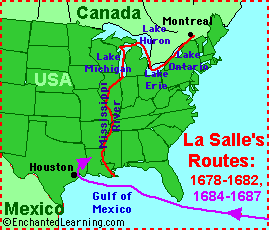 Canada
Montreal
Lake
Huron
Lake
Michigan
Lake
Ontario
Lake
Erie
USA
Mississippi
River
La Salle's
Routes:
1678-1682,
1684-1687
Houston
Gulf of
Mexico
Mexico
©EnchantedLearning.com